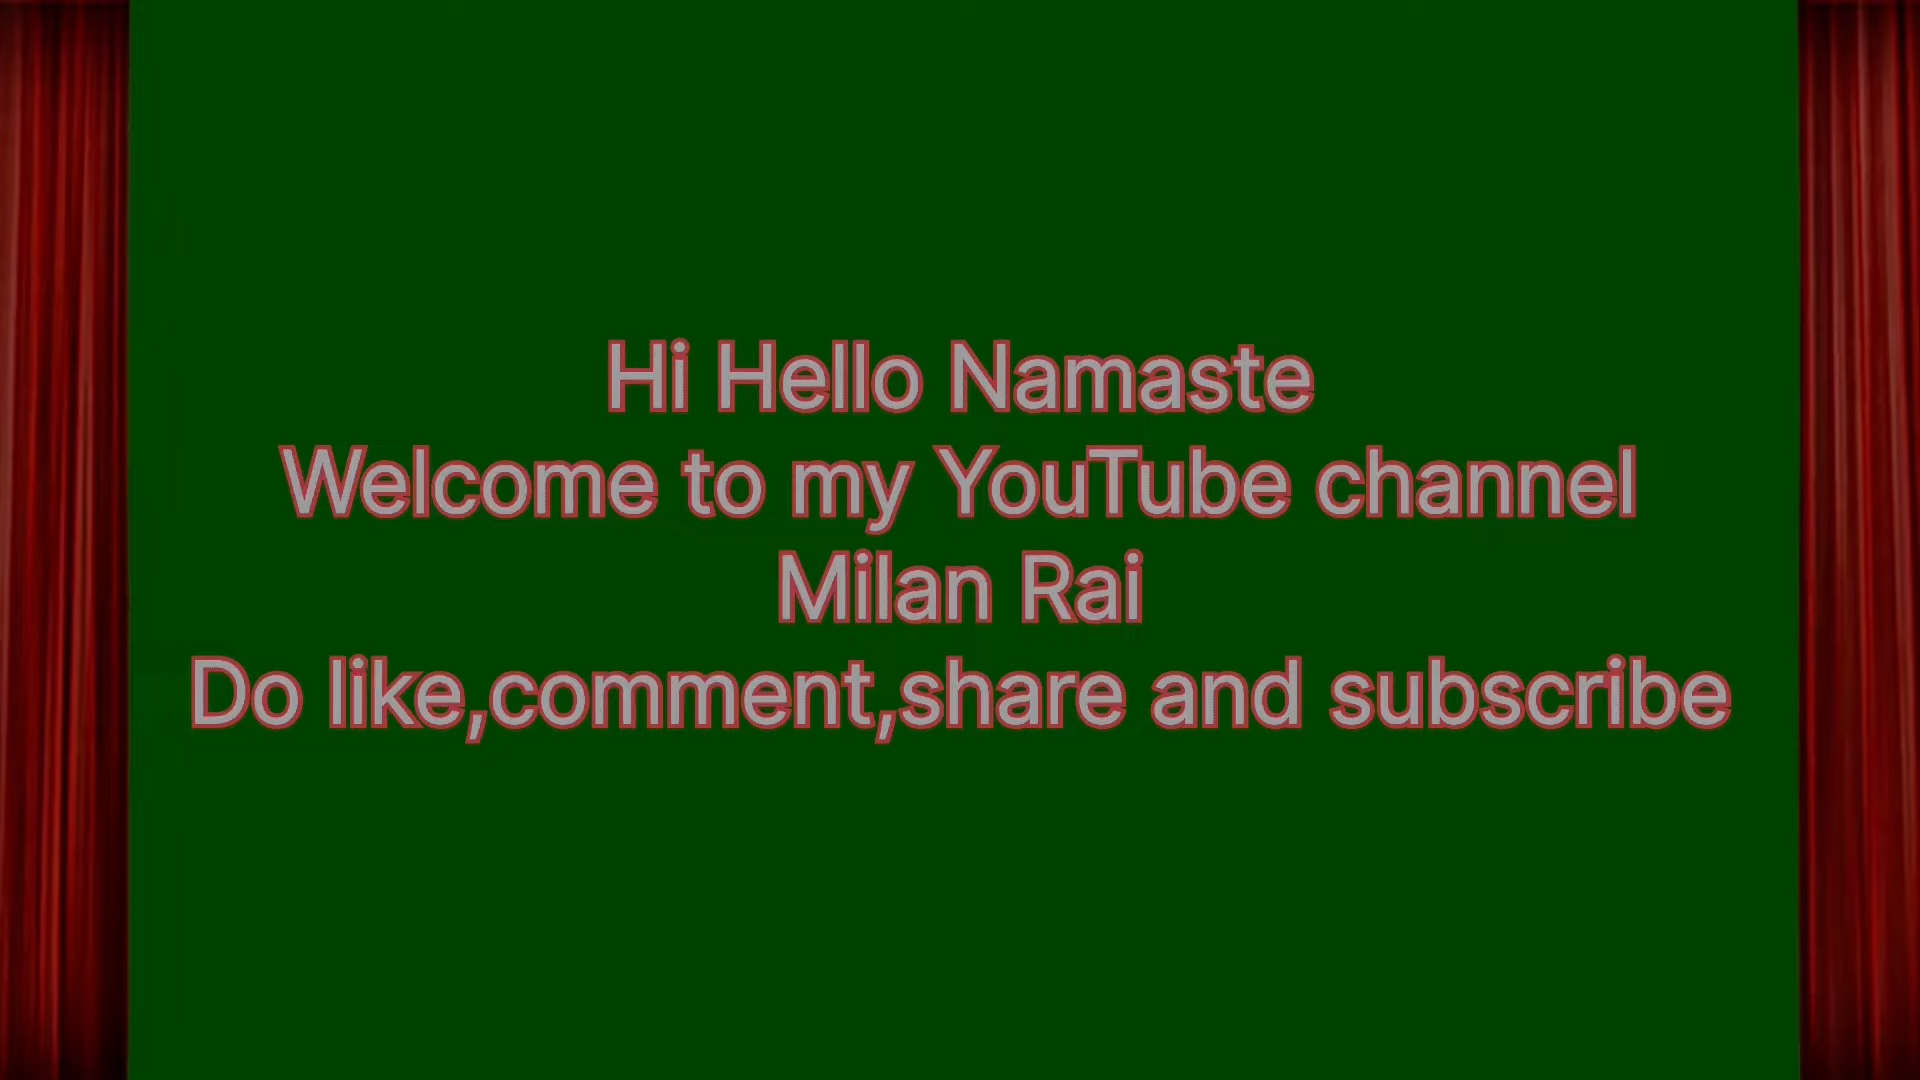 Hi Hello Namaste
Welcome to my YouTube channel
Milan Rai
Do like,comment,share and subscribe